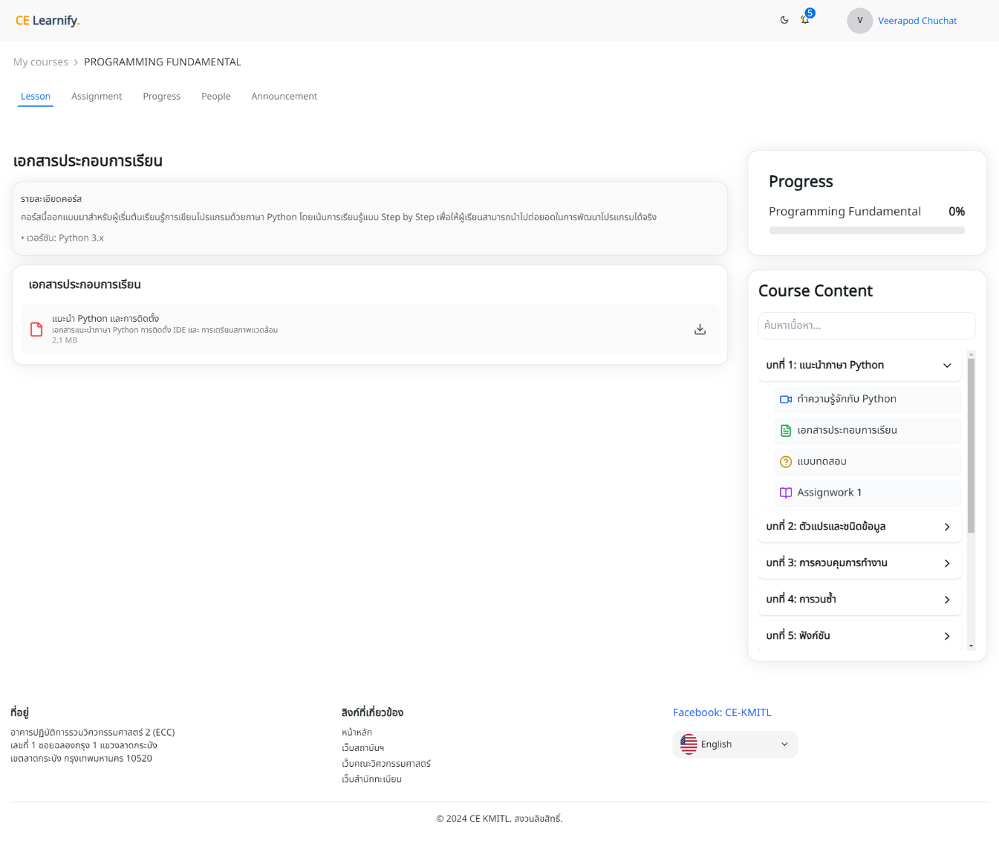 CE Learnify.
5
V
Veerapod Chuchat
My courses > PROGRAMMING FUNDAMENTAL
Lesson
Assignment
Progress
People
Announcement
เอกสารประกอบการเรียน
รายละเอียดคอร์ส
คอร์สนี้ออกแบบมาสำหรับผู้เริ่มต้นเรียนรู้การเขียนโปรแกรมด้วยภาษา Python โดยเน้นการเรียนรู้แบบ Step by Step เพื่อให้ผู้เรียนสามารถนำไปต่อยอดในการพัฒนาโปรแกรมได้จริง
• เวอร์ชัน: Python 3.x
เอกสารประกอบการเรียน
แนะนำ Python และการติดตั้ง
เอกสารแนะนำภาษา Python การติดตั้ง IDE และ การเตรียมสภาพแวดล้อม
2.1 MB
Progress
Programming Fundamental 0%
Course Content
ค้นหาเนื้อหา...
บทที่ 1: แนะนำภาษา Python
ทำความรู้จักกับ Python
เอกสารประกอบการเรียน
แบบทดสอบ
Assignwork 1
บทที่ 2: ตัวแปรและชนิดข้อมูล
บทที่ 3: การควบคุมการทำงาน
บทที่ 4: การวนซ้ำ
บทที่ 5: ฟังก์ชัน
ที่อยู่
อาคารปฏิบัติการรวมวิศวกรรมศาสตร์ 2 (ECC)
เลขที่ 1 ซอยฉลองกรุง 1 แขวงลาดกระบัง
เขตลาดกระบัง กรุงเทพมหานคร 10520
ลิงก์ที่เกี่ยวข้อง
หน้าหลัก
เว็บสถาบันฯ
เว็บคณะวิศวกรรมศาสตร์
เว็บสำนักทะเบียน
Facebook: CE-KMITL
English
© 2024 CE KMITL. สงวนลิขสิทธิ์.